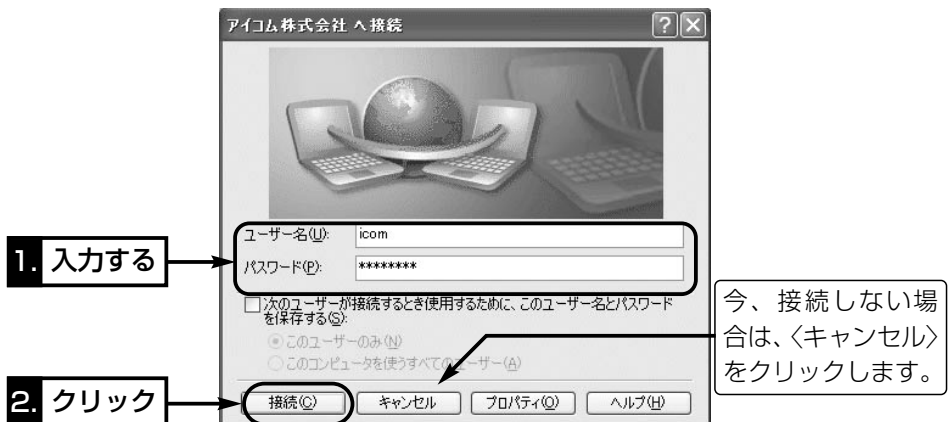 アイコム株式会社 へ接続
ユーザー名(U): icom
パスワード(P): ********
1. 入力する
次のユーザーが接続するとき使用するために、このユーザー名とパスワード
を保存する(S):
このユーザーのみ(N)
このコンピュータを使うすべてのユーザー(A)
今、接続しない場
合は、〈キャンセル〉
をクリックします。
2. クリック
接続(C) キャンセル プロパティ(O) ヘルプ(H)